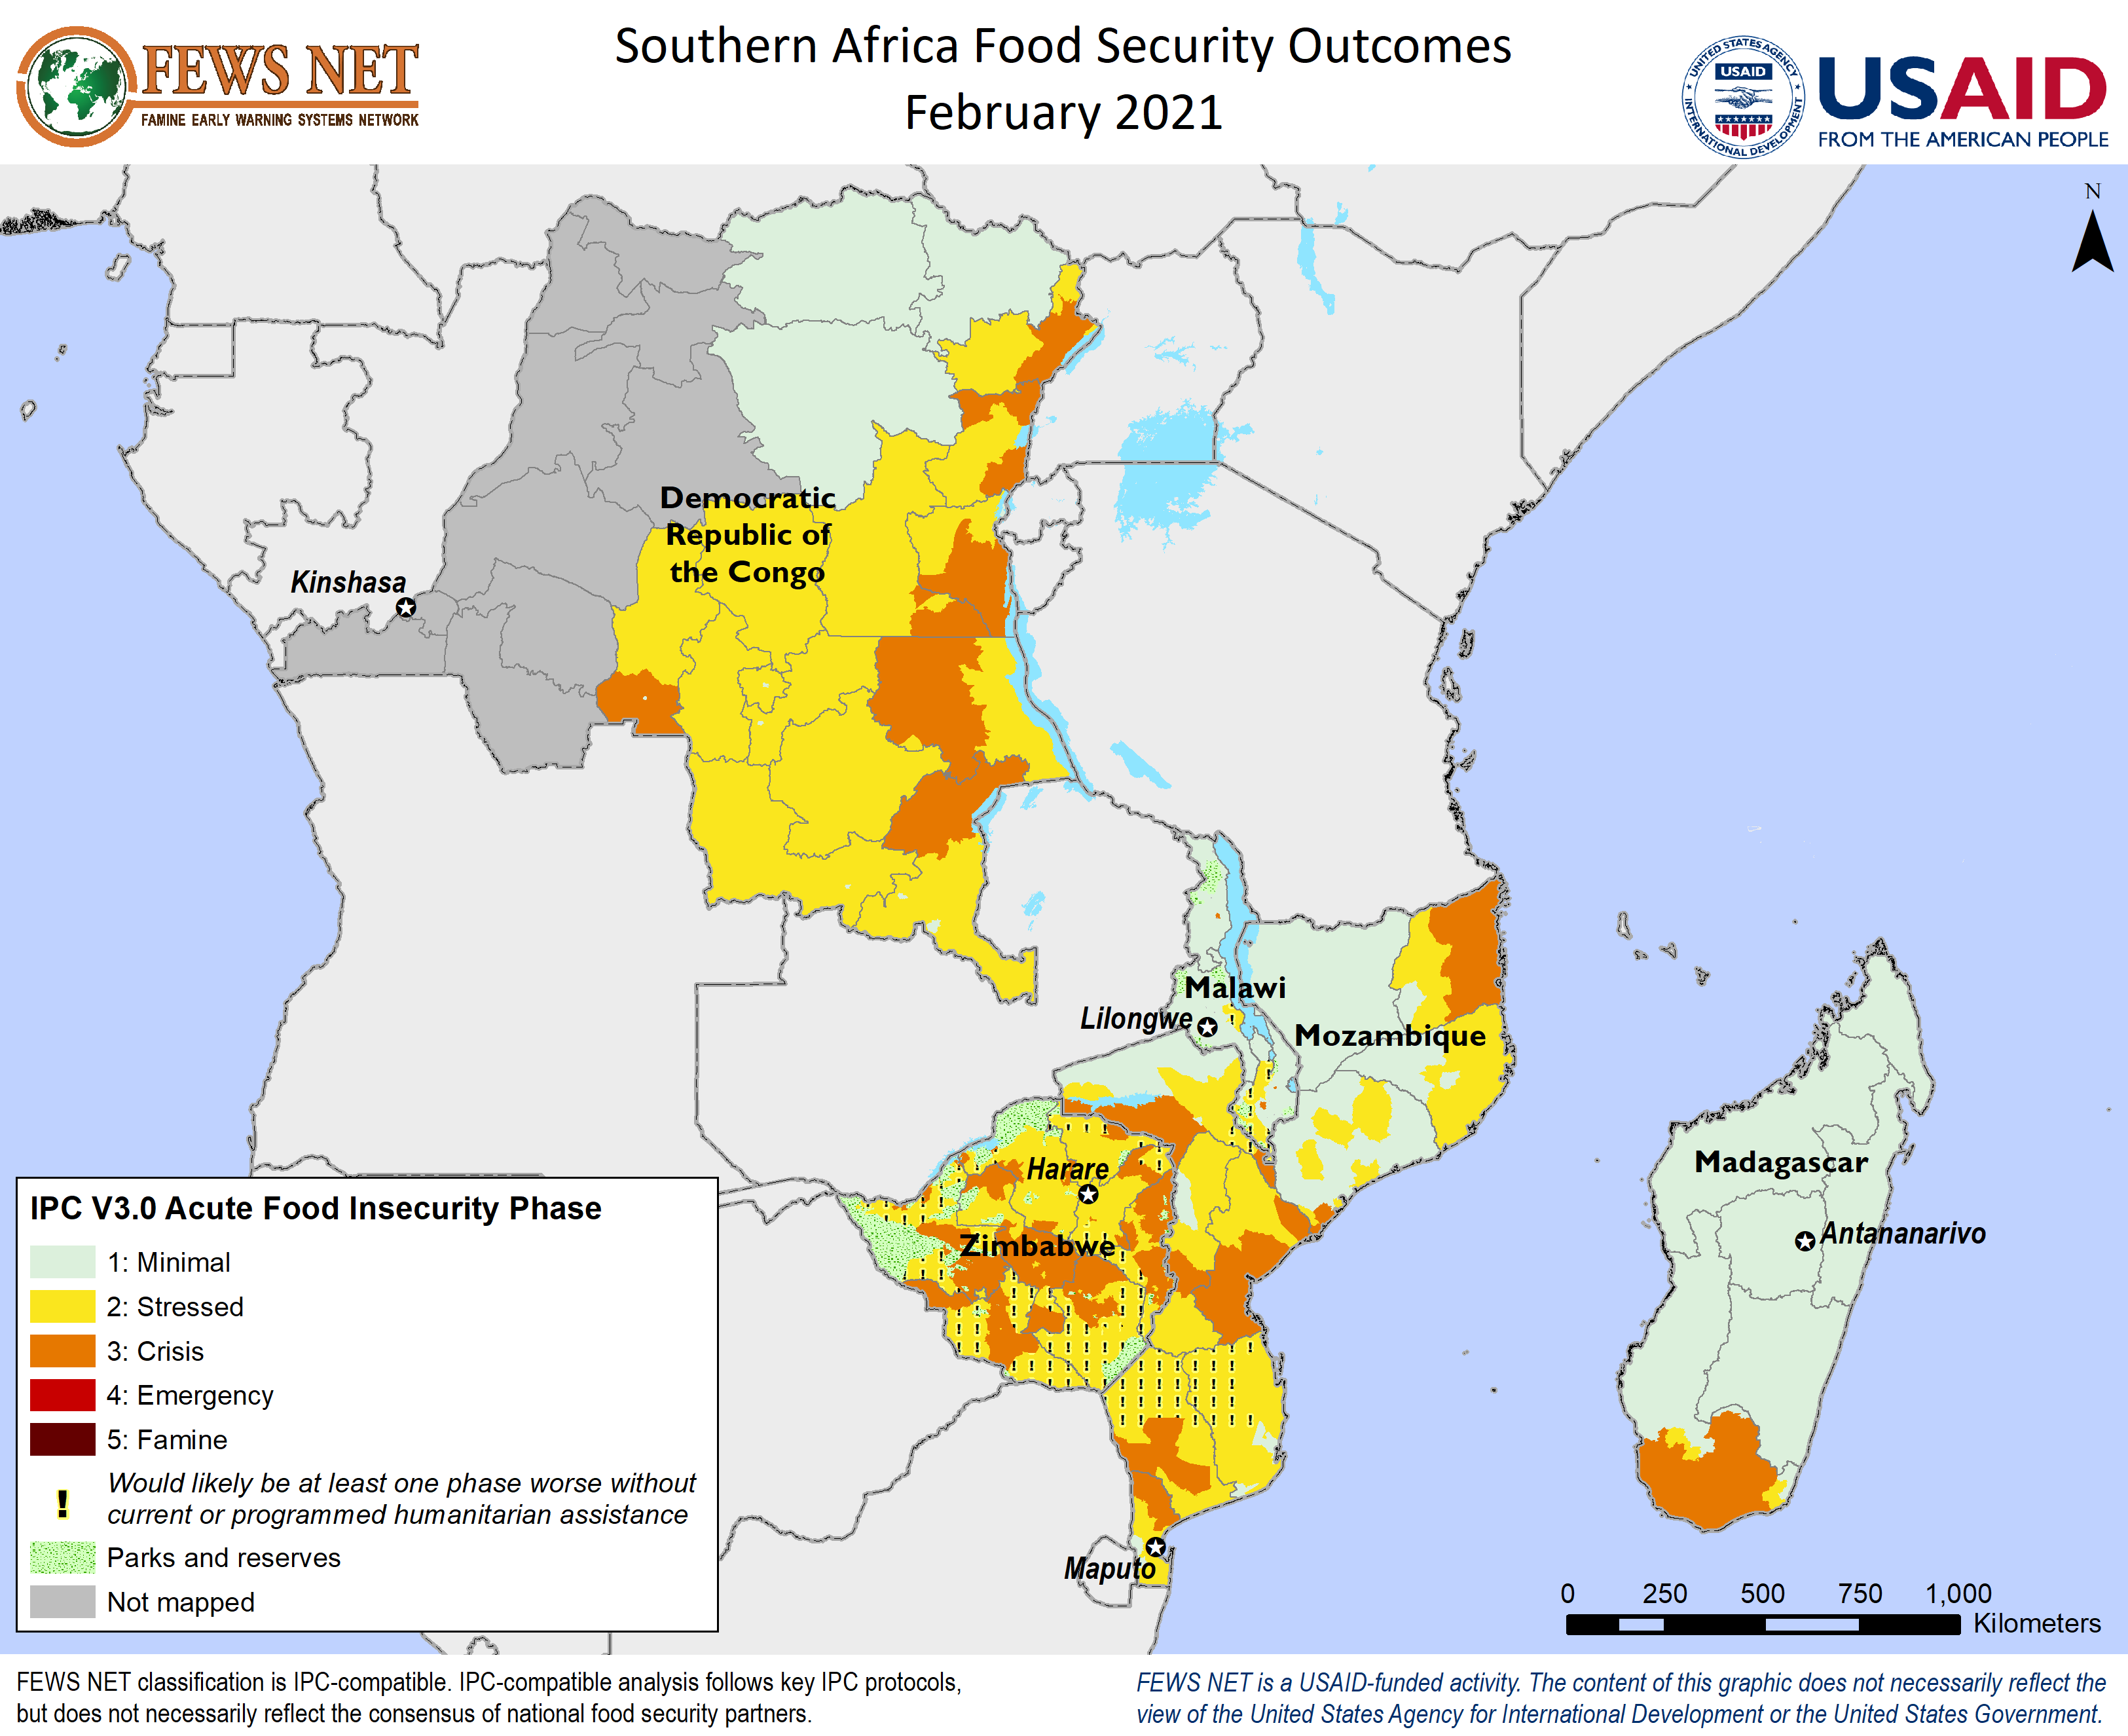 FEWS NET
FAMINE EARLY WARNING SYSTEMS NETWORK
Southern Africa Food Security Outcomes
February 2021
UNITED STATES AGENCY
USAID
INTERNATIONAL DEVELOPMENT
USAID
FROM THE AMERICAN PEOPLE
N
Democratic
Republic of
the Congo
Kinshasa
Malawi
Lilongwe
Mozambique
Harare
Zimbabwe
Madagascar
Antananarivo
Maputo
IPC V3.0 Acute Food Insecurity Phase
1: Minimal
2: Stressed
3: Crisis
4: Emergency
5: Famine
! Would likely be at least one phase worse without
current or programmed humanitarian assistance
Parks and reserves
Not mapped
0 250 500 750 1,000
Kilometers
FEWS NET classification is IPC-compatible. IPC-compatible analysis follows key IPC protocols,
but does not necessarily reflect the consensus of national food security partners.
FEWS NET is a USAID-funded activity. The content of this graphic does not necessarily reflect the
view of the United States Agency for International Development or the United States Government.